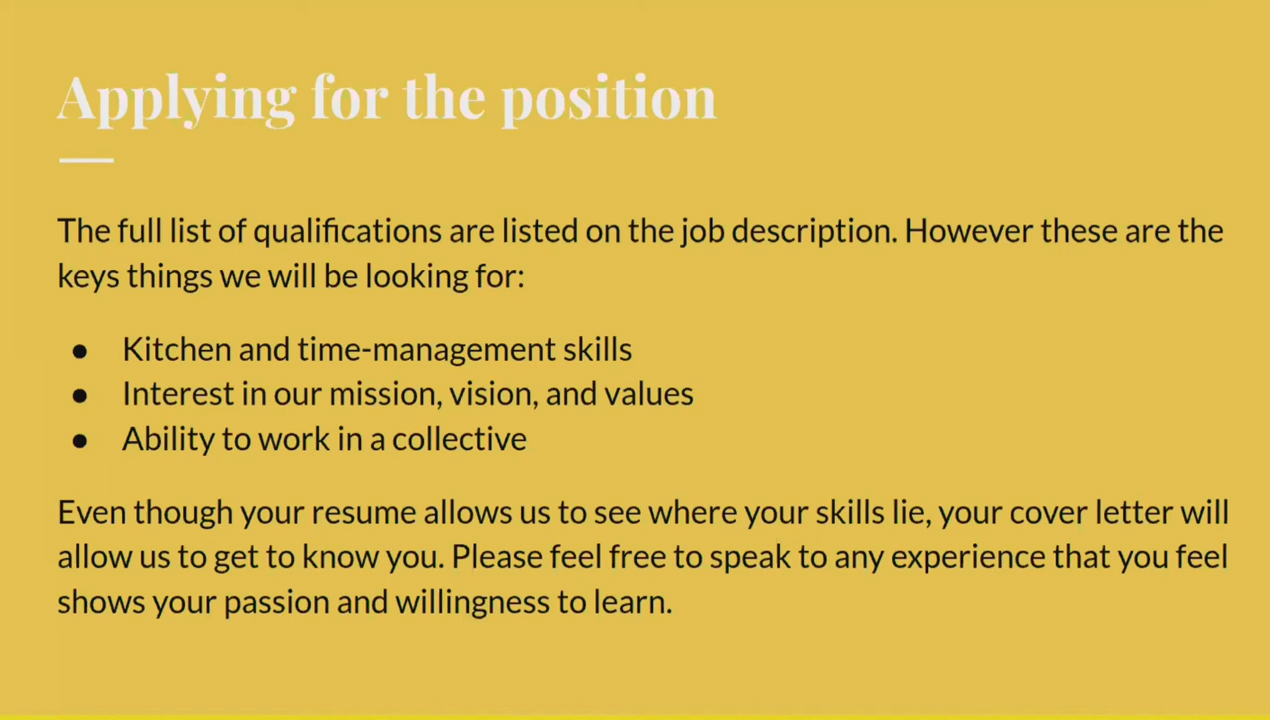 Applying for the position
The full list of qualifications are listed on the job description. However these are the
keys things we will be looking for:
● Kitchen and time-management skills
● Interest in our mission, vision, and values
● Ability to work in a collective
Even though your resume allows us to see where your skills lie, your cover letter will
allow us to get to know you. Please feel free to speak to any experience that you feel
shows your passion and willingness to learn.